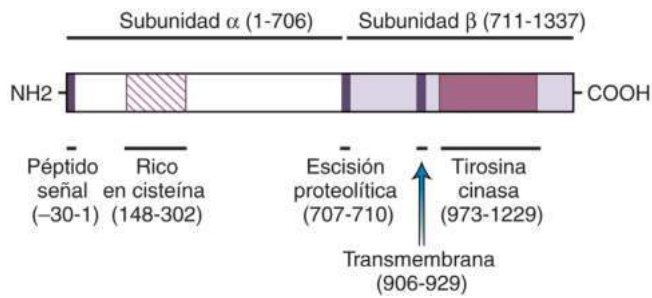 Subunidad α (1-706)
Subunidad β (711-1337)
NH2
COOH
Péptido
señal
(–30-1)
Rico
en cisteína
(148-302)
Escisión
proteolítica
(707-710)
Tirosina
cinasa
(973-1229)
Transmembrana
(906-929)